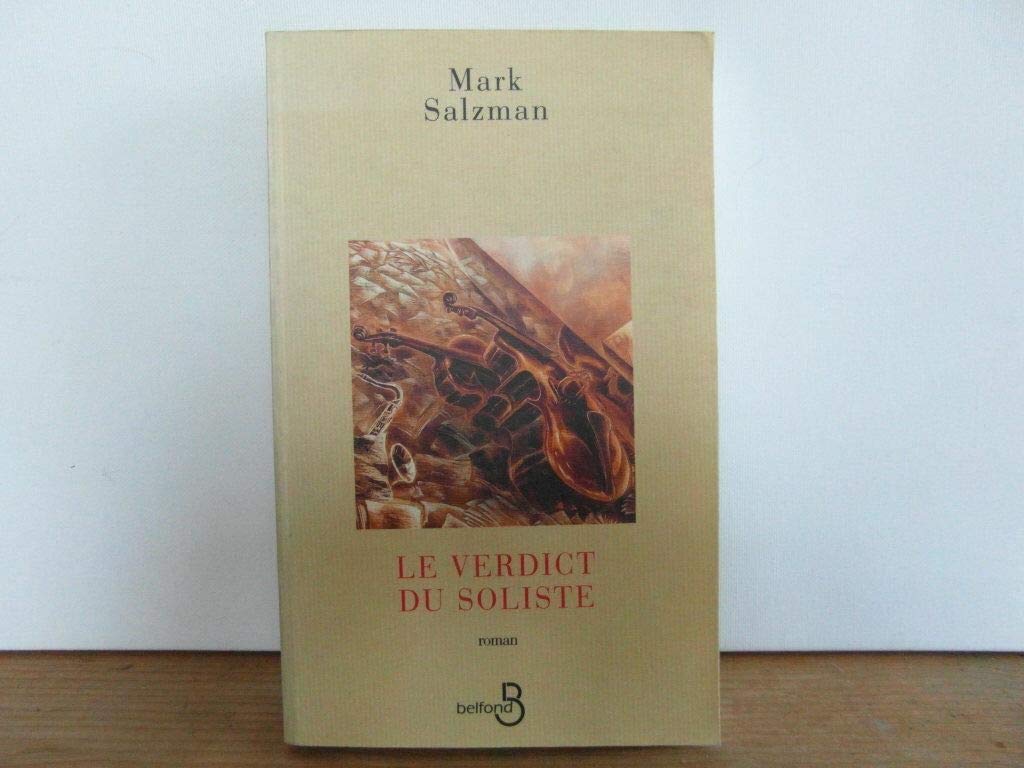 Mark
Salzman
LE VERDICT
DU SOLISTE
roman
belfond B